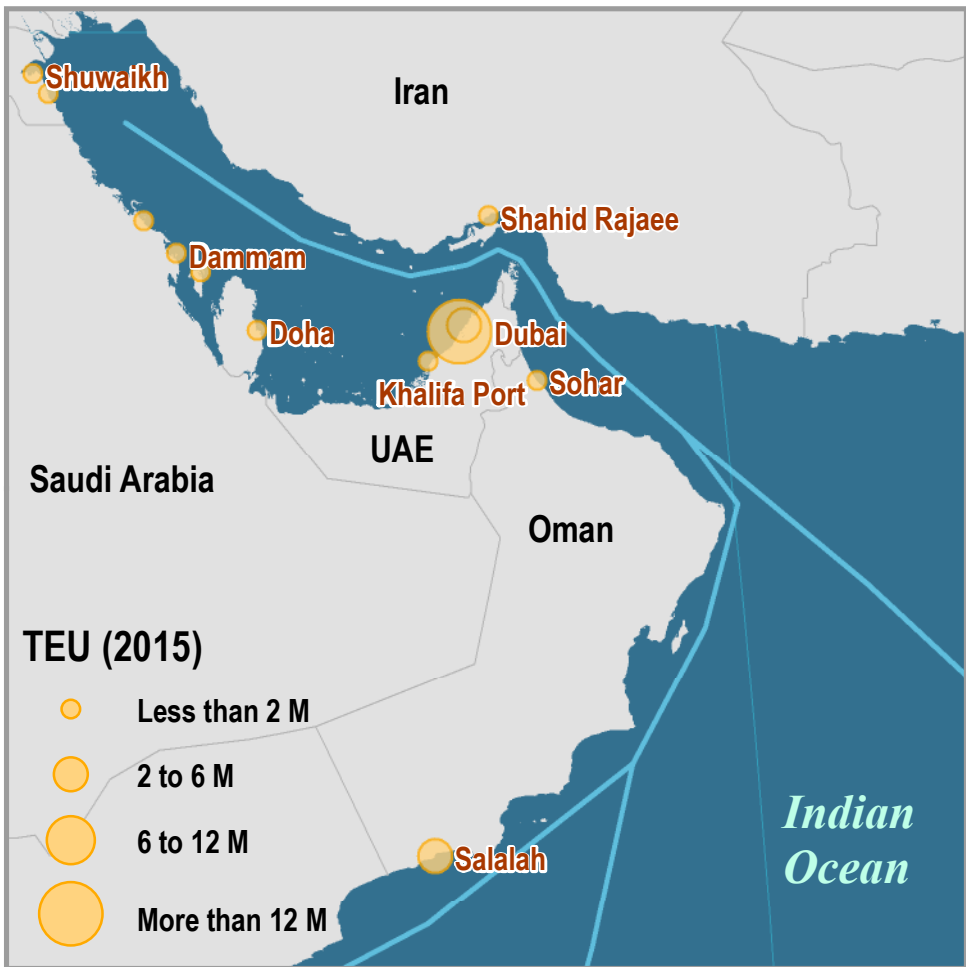 Shuwaikh
Iran
Shahid Rajaee
Dammam
Doha
Dubai
Khalifa Port
Sohar
UAE
Saudi Arabia
Oman
TEU (2015)
Less than 2 M
2 to 6 M
6 to 12 M
More than 12 M
Salalah
Indian
Ocean